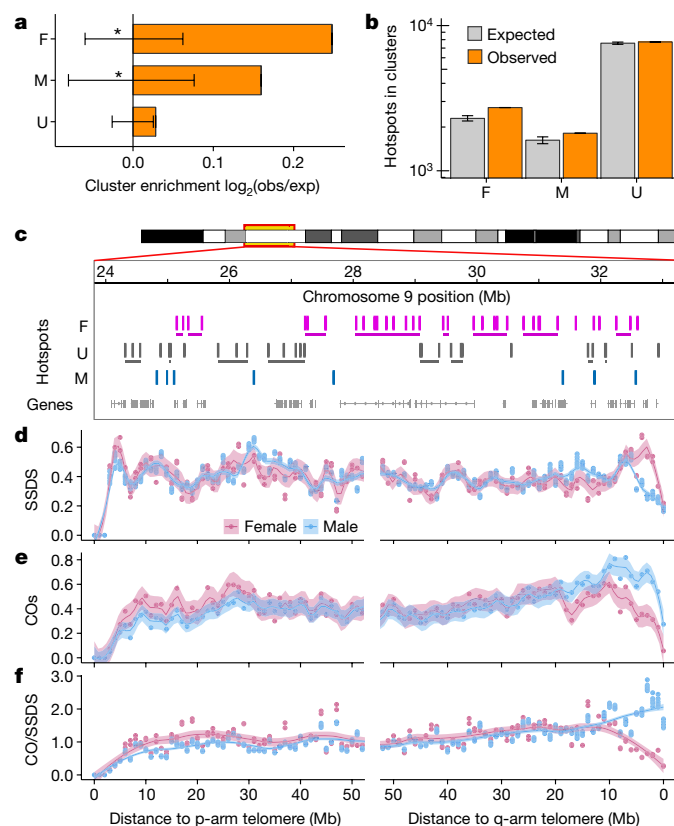 a
F
*
M
*
U
0.0 0.1 0.2
Cluster enrichment log2(obs/exp)
b
Hotspots in clusters
10^4
10^3
Expected
Observed
F M U
c
24 26 28 30 32
Chromosome 9 position (Mb)
Hotspots
F
U
M
Genes
d
SSDS
0.6
0.4
0.2
0.0
Female Male
e
COs
0.8
0.6
0.4
0.2
0.0
f
CO/SSDS
3.0
2.0
1.0
0.0
0 10 20 30 40 50 50 40 30 20 10 0
Distance to p-arm telomere (Mb) Distance to q-arm telomere (Mb)